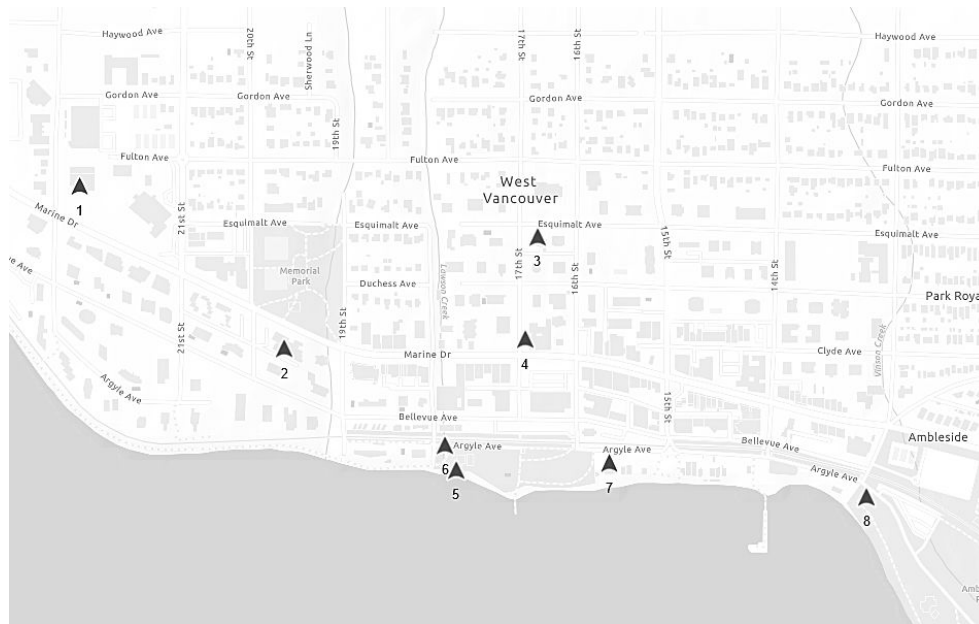 Haywood Ave
20th St
Sherwood Ln
17th St
16th St
Haywood Ave
Gordon Ave
Gordon Ave
Gordon Ave
Gordon Ave
19th St
Fulton Ave
Fulton Ave
Fulton Ave
West
Vancouver
1
Marine Dr
21st St
Esquimalt Ave
Esquimalt Ave
Esquimalt Ave
Esquimalt Ave
3
15th St
ve Ave
Memorial
Park
Duchess Ave
Lawson Creek
17th St
16th St
14th St
Park Roya
21st St
19th St
2
Marine Dr
4
Clyde Ave
Vinson Creek
Argyle Ave
15th St
Bellevue Ave
Argyle Ave
Argyle Ave
Bellevue Ave
Ambleside
6
5
7
Argyle Ave
8
Amb